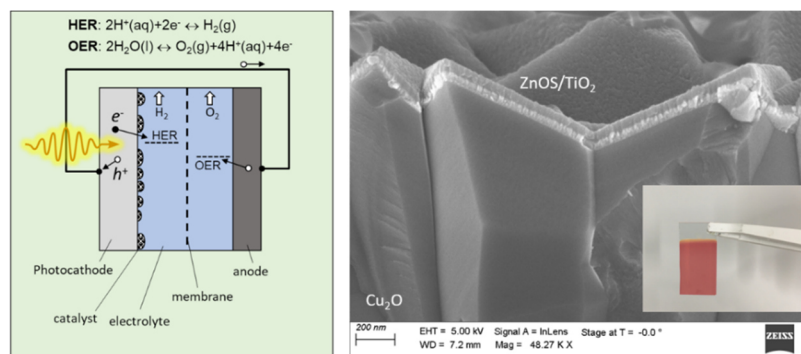 HER: 2H⁺(aq)+2e⁻ ↔ H₂(g)
OER: 2H₂O(l) ↔ O₂(g)+4H⁺(aq)+4e⁻
e⁻
H₂
O₂
HER
OER
h⁺
Photocathode
anode
catalyst
electrolyte
membrane
ZnOS/TiO₂
Cu₂O
200 nm
EHT = 5.00 kV Signal A = InLens Stage at T = -0.0 °
WD = 7.2 mm Mag = 48.27 K X
ZEISS